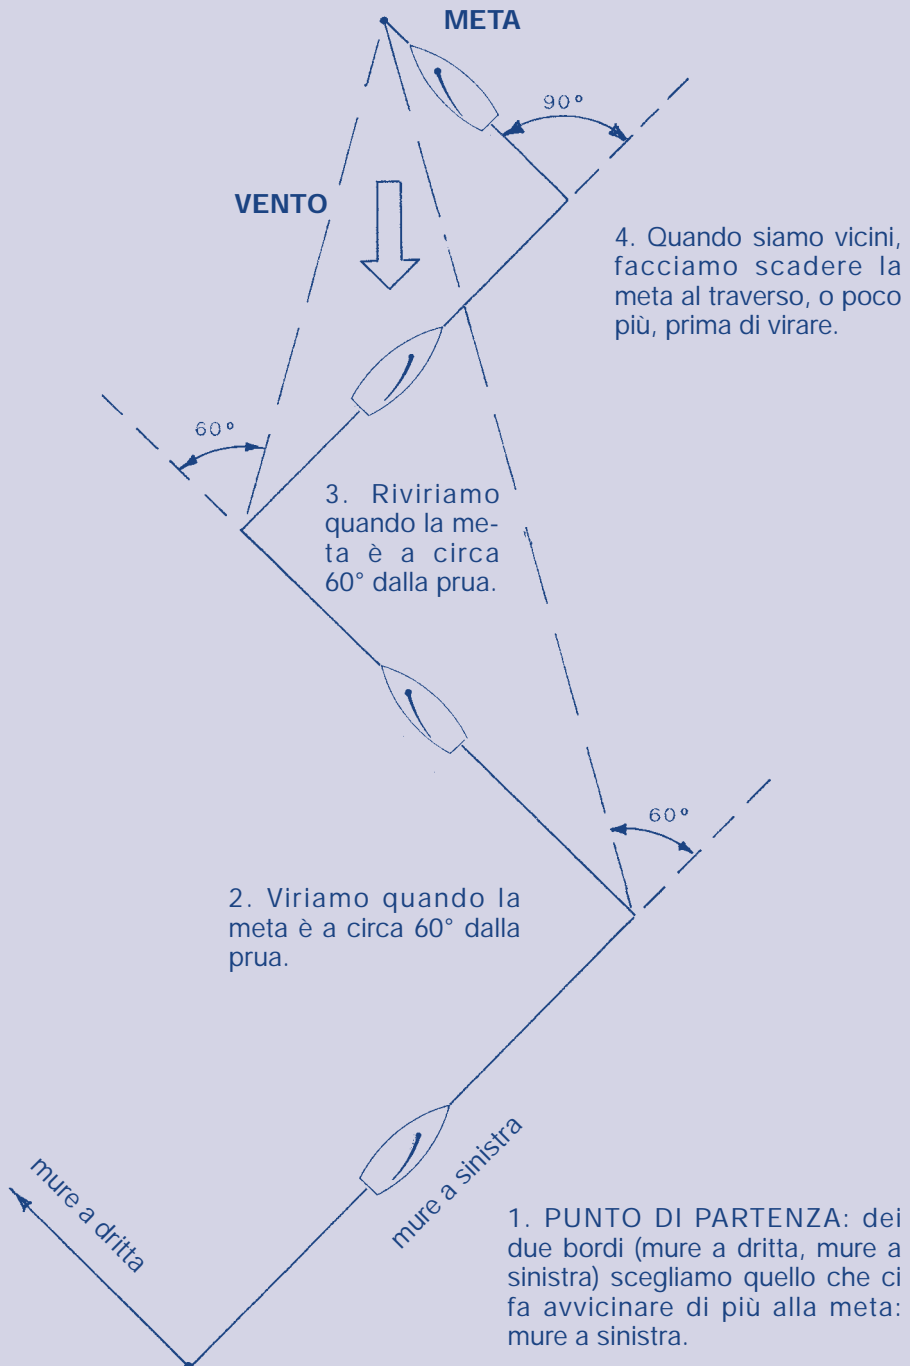 META
90°
VENTO
4. Quando siamo vicini,
facciamo scadere la
meta al traverso, o poco
più, prima di virare.
60°
3. Riviriamo
quando la me-
ta è a circa
60° dalla prua.
60°
2. Viriamo quando la
meta è a circa 60° dalla
prua.
mure a dritta
mure a sinistra
1. PUNTO DI PARTENZA: dei
due bordi (mure a dritta, mure a
sinistra) scegliamo quello che ci
fa avvicinare di più alla meta:
mure a sinistra.